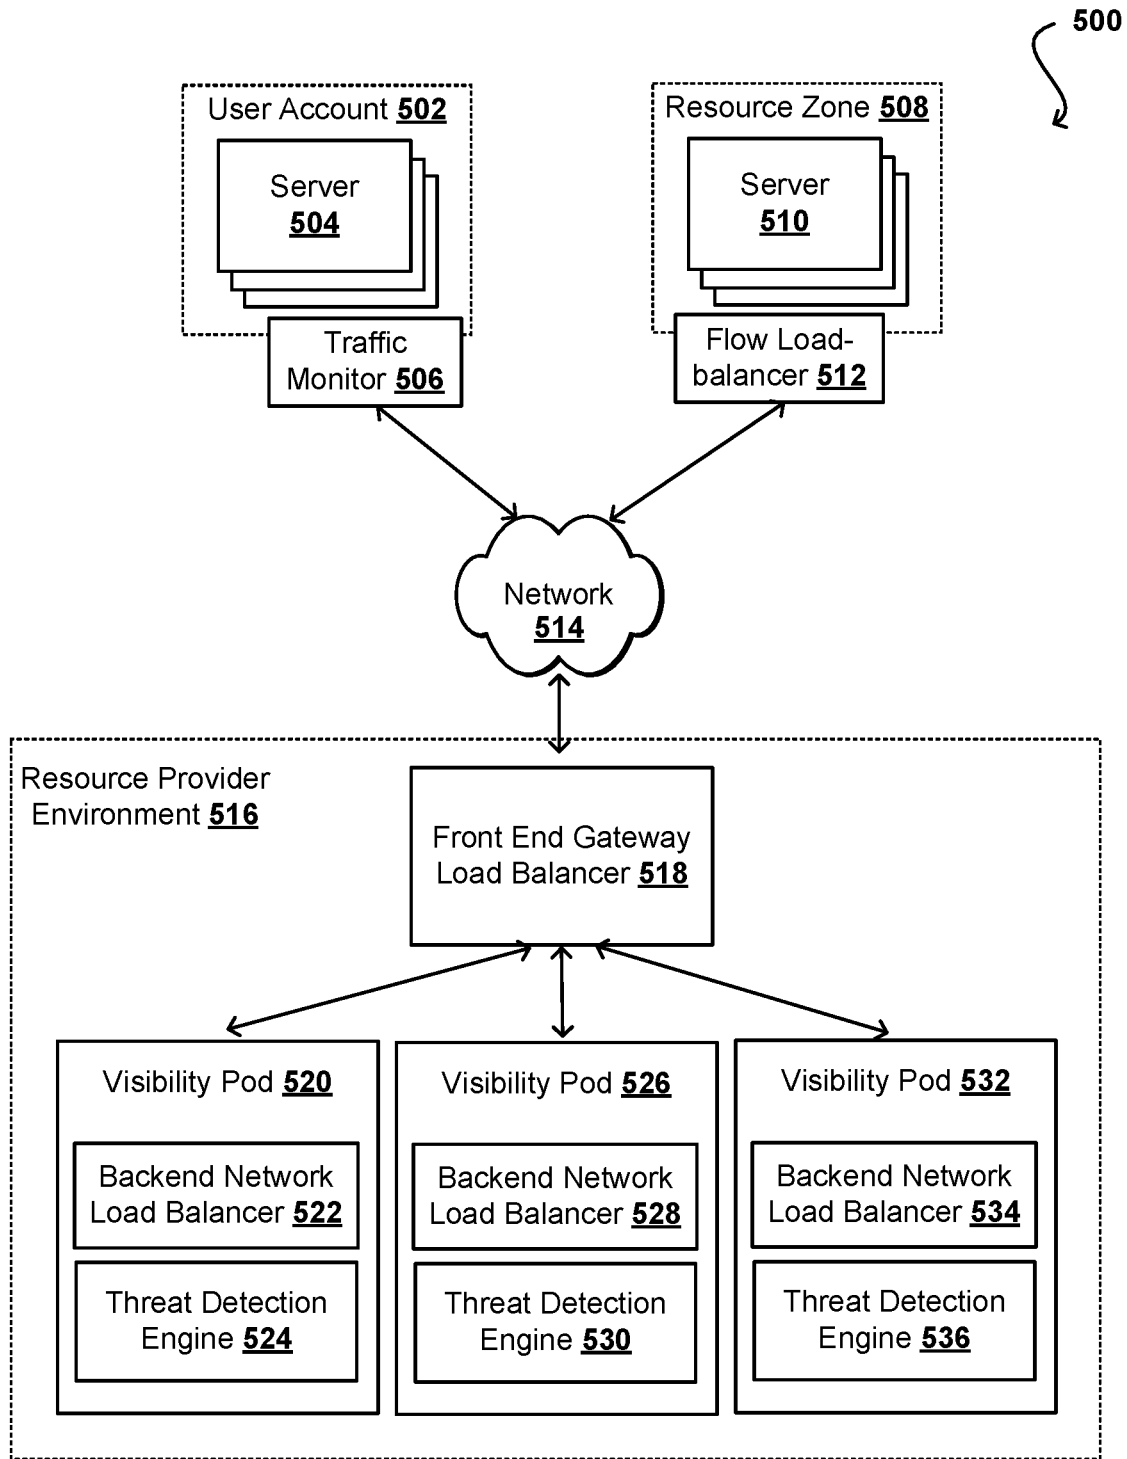 500
User Account 502
Server
504
Traffic
Monitor 506
Resource Zone 508
Server
510
Flow Load-
balancer 512
Network
514
Resource Provider
Environment 516
Front End Gateway
Load Balancer 518
Visibility Pod 520
Backend Network
Load Balancer 522
Threat Detection
Engine 524
Visibility Pod 526
Backend Network
Load Balancer 528
Threat Detection
Engine 530
Visibility Pod 532
Backend Network
Load Balancer 534
Threat Detection
Engine 536